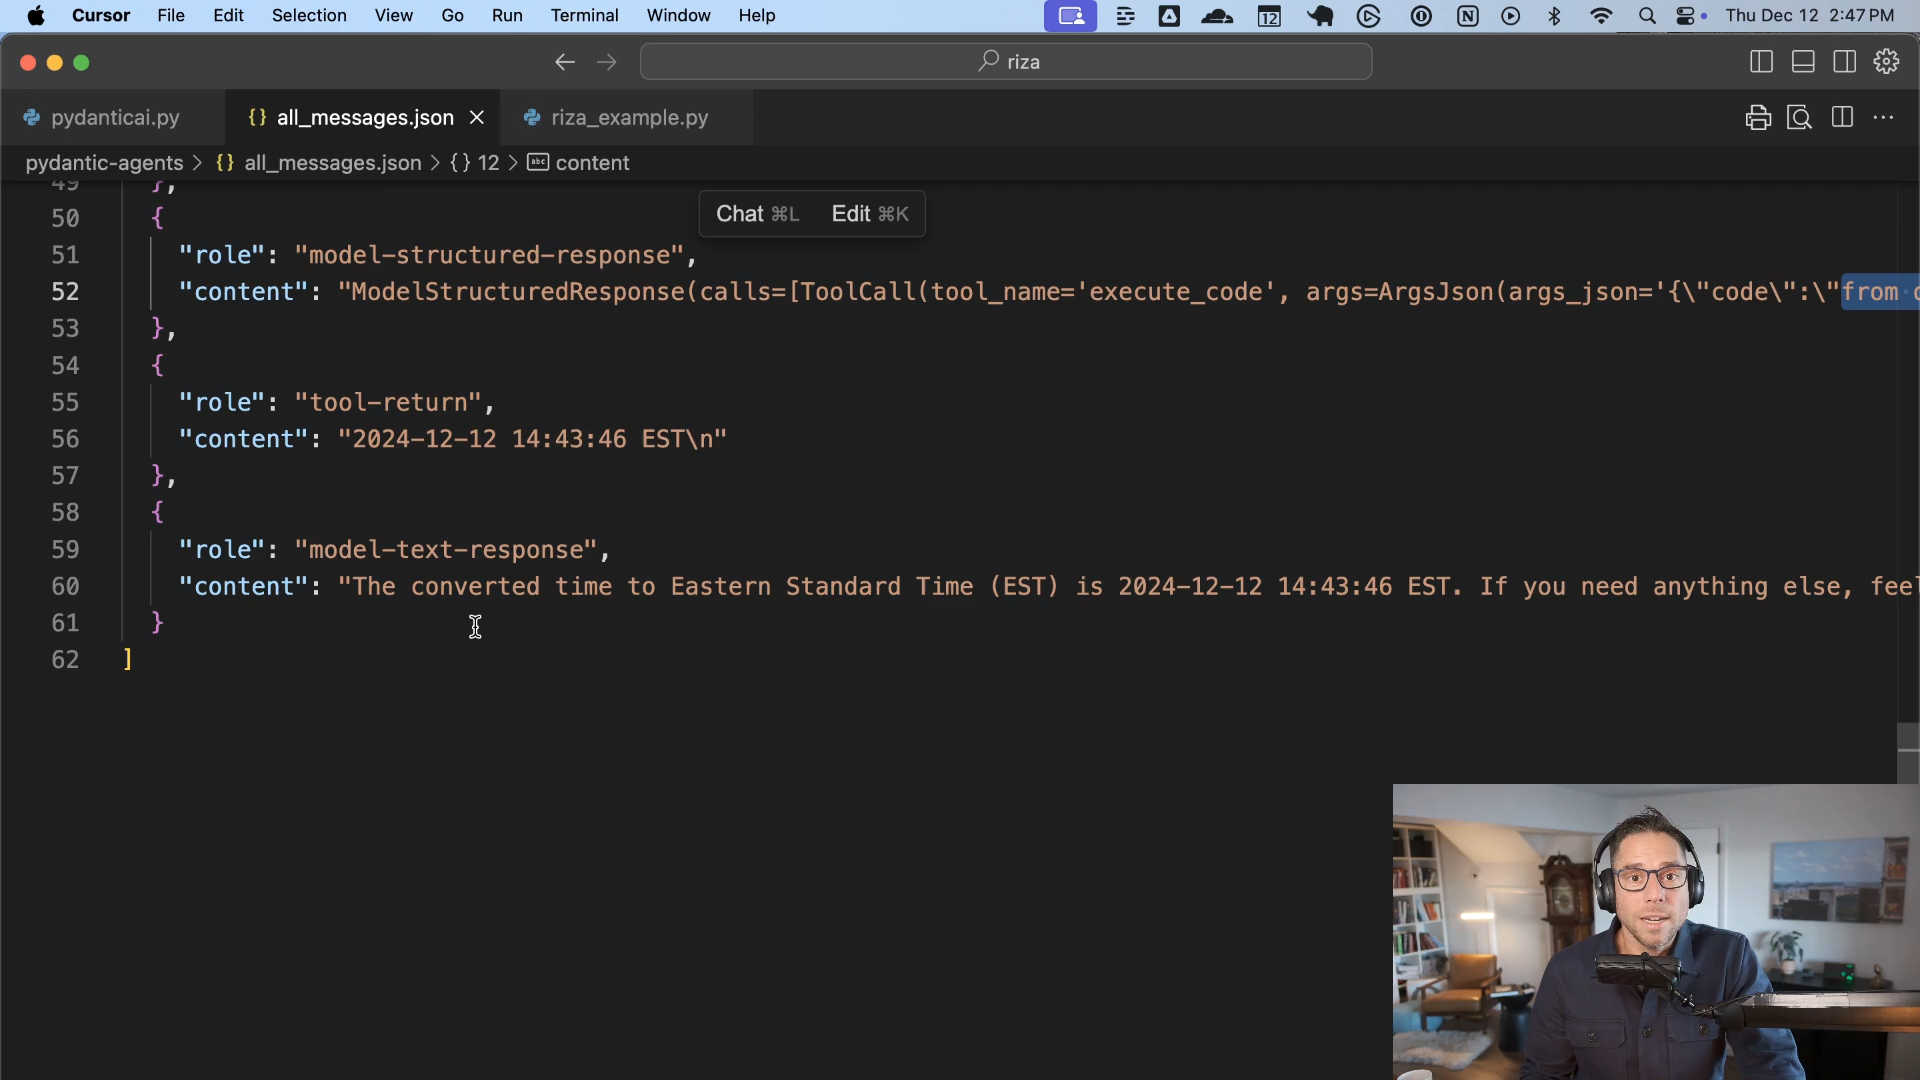 Cursor File Edit Selection View Go Run Terminal Window Help 12 Thu Dec 12 2:47 PM
riza
pydanticai.py {} all_messages.json riza_example.py
pydantic-agents > {} all_messages.json > {} 12 > abc content
49 },
Chat ⌘L Edit ⌘K
50 {
51 "role": "model-structured-response",
52 "content": "ModelStructuredResponse(calls=[ToolCall(tool_name='execute_code', args=ArgsJson(args_json='{\"code\":\"from
53 },
54 {
55 "role": "tool-return",
56 "content": "2024-12-12 14:43:46 EST\n"
57 },
58 {
59 "role": "model-text-response",
60 "content": "The converted time to Eastern Standard Time (EST) is 2024-12-12 14:43:46 EST. If you need anything else, fee
61 }
62 ]